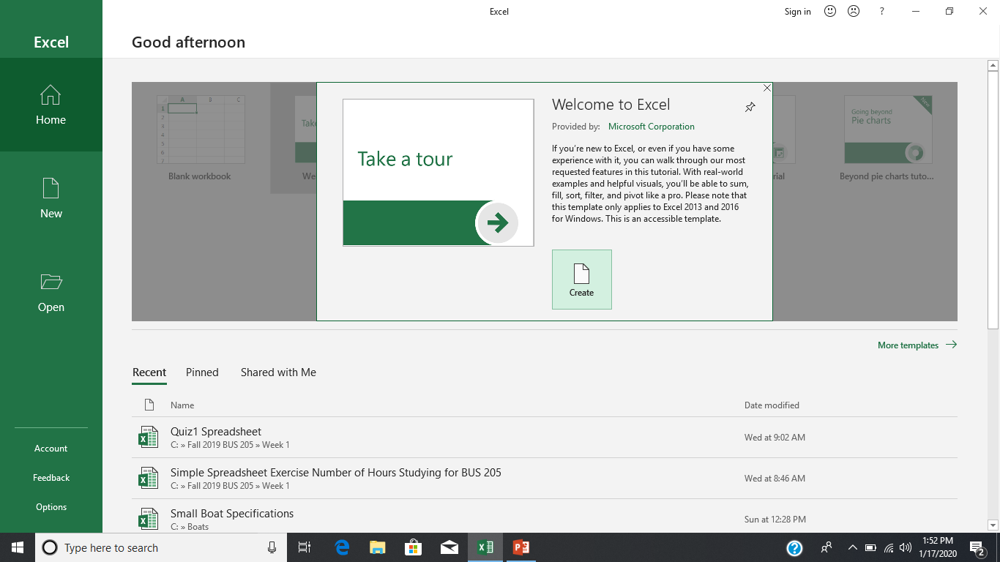 Excel
Sign in
?
Excel
Good afternoon
Home
New
Open
Account
Feedback
Options
A B C
1
2
3
4
5
6
7
Blank workbook
Take
We
Take a tour
Welcome to Excel
Provided by: Microsoft Corporation
If you're new to Excel, or even if you have some
experience with it, you can walk through our most
requested features in this tutorial. With real-world
examples and helpful visuals, you'll be able to sum,
fill, sort, filter, and pivot like a pro. Please note that
this template only applies to Excel 2013 and 2016
for Windows. This is an accessible template.
Create
rial
Going beyond
Pie charts
New
Beyond pie charts tuto...
More templates
Recent Pinned Shared with Me
Name Date modified
Quiz1 Spreadsheet
C: » Fall 2019 BUS 205 » Week 1
Wed at 9:02 AM
Simple Spreadsheet Exercise Number of Hours Studying for BUS 205
C: » Fall 2019 BUS 205 » Week 1
Wed at 8:46 AM
Small Boat Specifications
C: » Boats
Sun at 12:28 PM
Type here to search
1:52 PM
1/17/2020
2